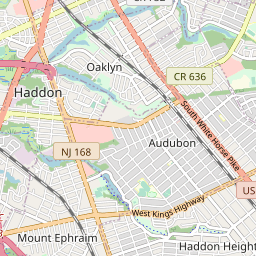 Oaklyn
CR 636
Haddon
South White Horse Pike
NJ 168
Audubon
US
West Kings Highway
Mount Ephraim
Haddon Height